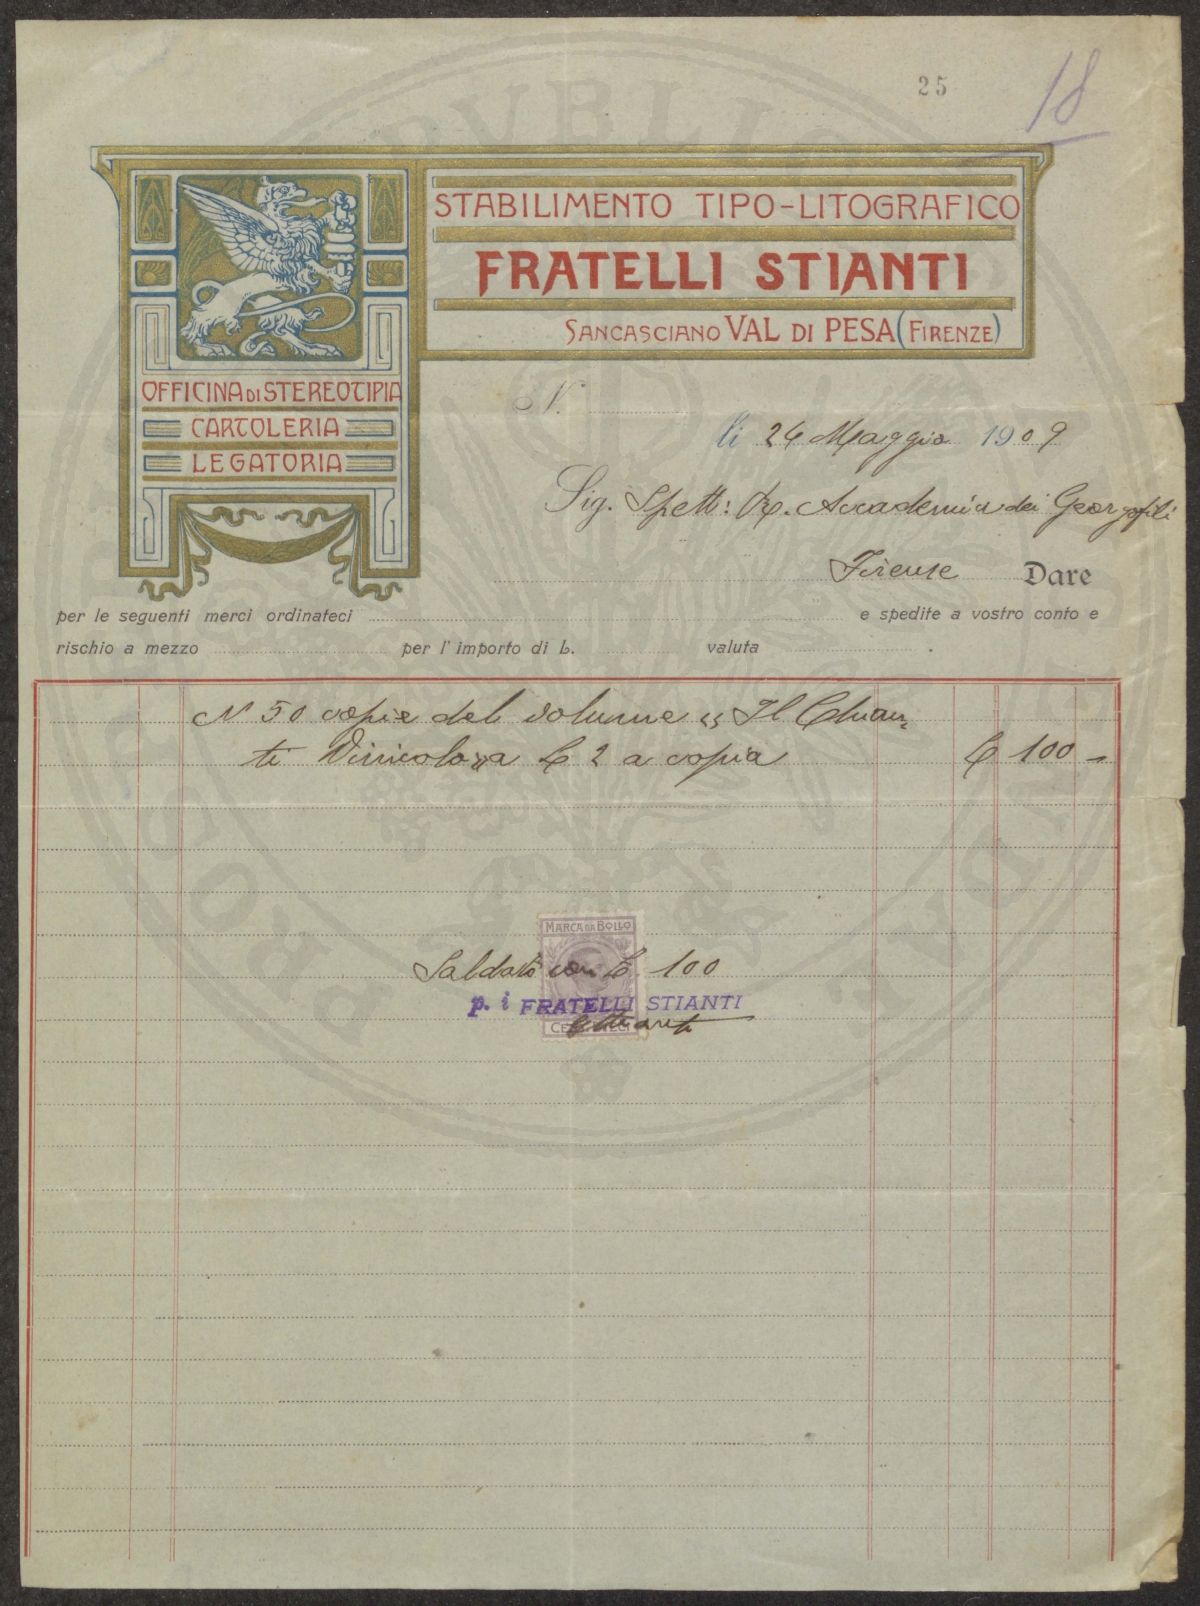 25
18
STABILIMENTO TIPO-LITOGRAFICO
FRATELLI STIANTI
SANCASCIANO VAL DI PESA (FIRENZE)
OFFICINA DI STEREOTIPIA
CARTOLERIA
LEGATORIA
N.
li 24 Maggio 1909
Sig. Spett: R. Accademia dei Georgofili
Firenze Dare
per le seguenti merci ordinateci e spedite a vostro conto e
rischio a mezzo per l'importo di L. valuta
N 50 copie del volume "Il Chian=
ti Vinicolo" a L 2 a copia L 100 -
MARCA DA BOLLO
Saldato con L. 100
p. i FRATELLI STIANTI